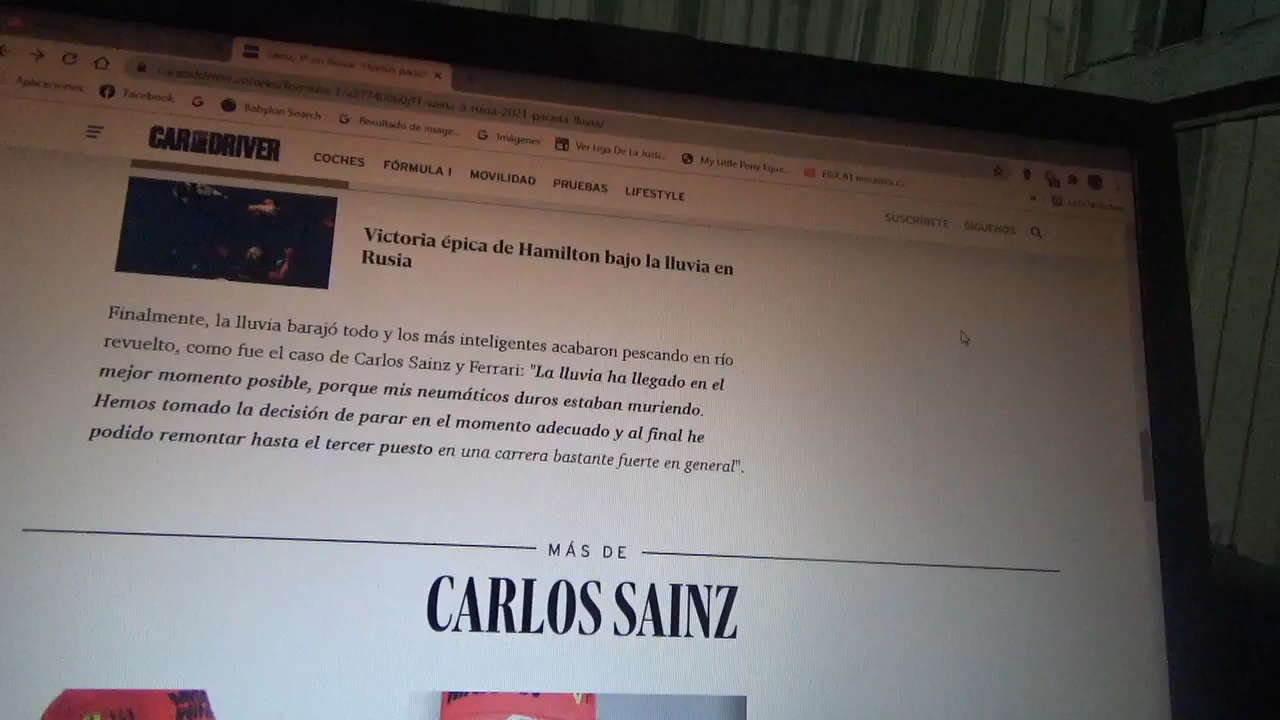 Aplicaciones
Facebook
Babylon Search
Resultado de image...
Imágenes
Ver Liga De La Justi...
My Little Pony Eque...
CAR AND DRIVER
COCHES
FÓRMULA 1
MOVILIDAD
PRUEBAS
LIFESTYLE
SUSCRÍBETE
SÍGUENOS
Victoria épica de Hamilton bajo la lluvia en
Rusia
Finalmente, la lluvia barajó todo y los más inteligentes acabaron pescando en río
revuelto, como fue el caso de Carlos Sainz y Ferrari: "La lluvia ha llegado en el
mejor momento posible, porque mis neumáticos duros estaban muriendo.
Hemos tomado la decisión de parar en el momento adecuado y al final he
podido remontar hasta el tercer puesto en una carrera bastante fuerte en general".
MÁS DE
CARLOS SAINZ